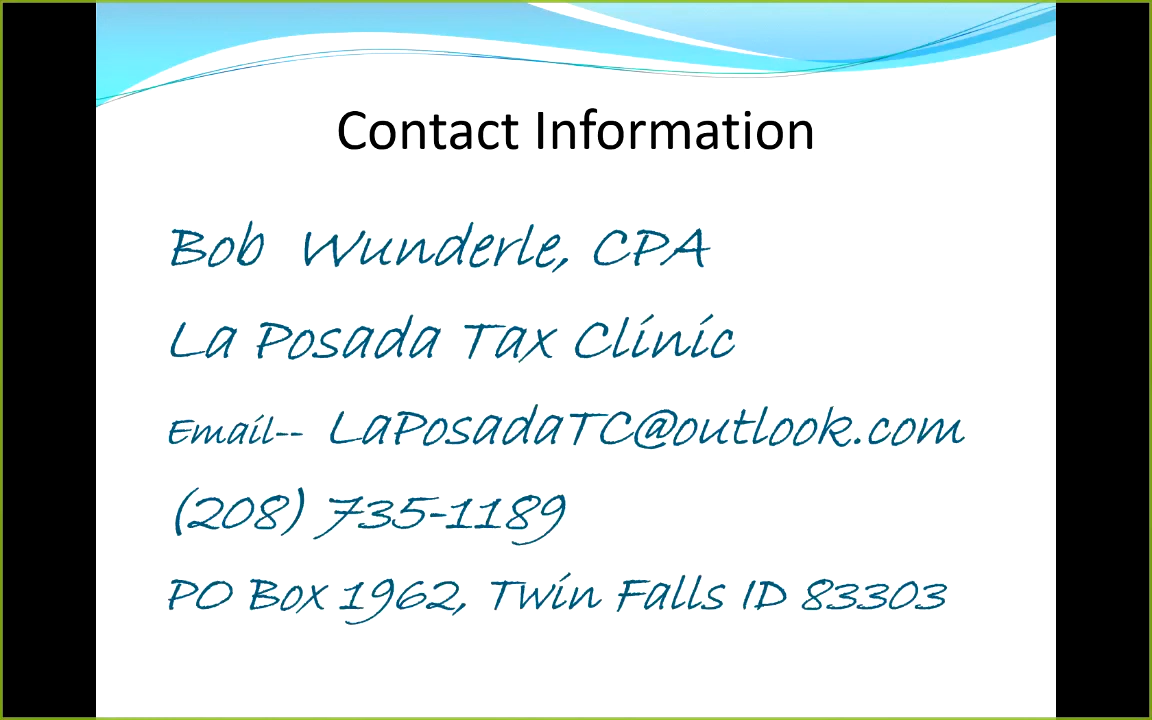 Contact Information
Bob Wunderle, CPA
La Posada Tax Clinic
Email-- LaPosadaTC@outlook.com
(208) 735-1189
PO Box 1962, Twin Falls ID 83303